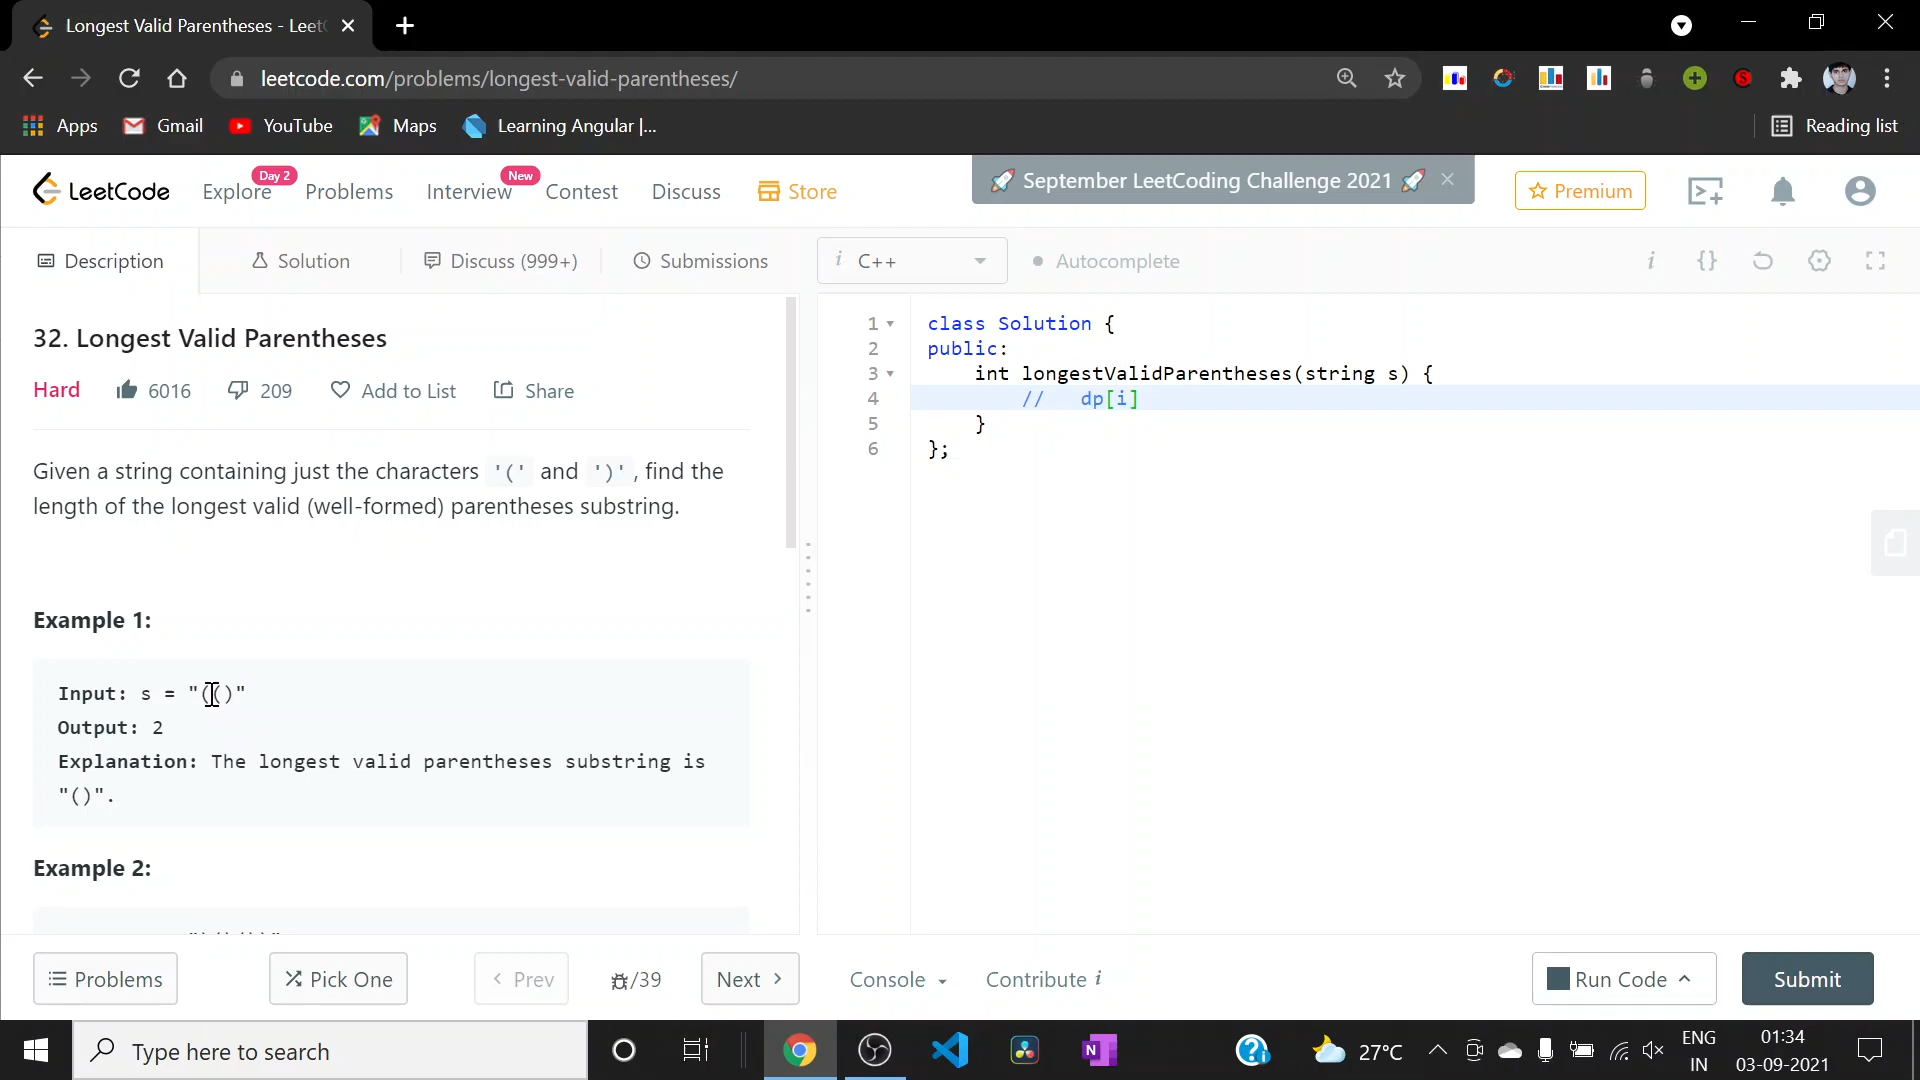 Longest Valid Parentheses - Leet
leetcode.com/problems/longest-valid-parentheses/
Apps Gmail YouTube Maps Learning Angular |... Reading list
LeetCode Explore Day 2 Problems Interview New Contest Discuss Store
🚀 September LeetCoding Challenge 2021 🚀 ×
Premium
Description Solution Discuss (999+) Submissions
i C++ Autocomplete i {}
32. Longest Valid Parentheses
Hard 6016 209 Add to List Share
Given a string containing just the characters '(' and ')', find the
length of the longest valid (well-formed) parentheses substring.
Example 1:
Input: s = "(()"
Output: 2
Explanation: The longest valid parentheses substring is
"()".
Example 2:
1 class Solution {
2 public:
3 int longestValidParentheses(string s) {
4 // dp[i]
5 }
6 };
Problems Pick One < Prev /39 Next > Console Contribute i Run Code Submit
Type here to search
N
27°C
ENG
IN
01:34
03-09-2021